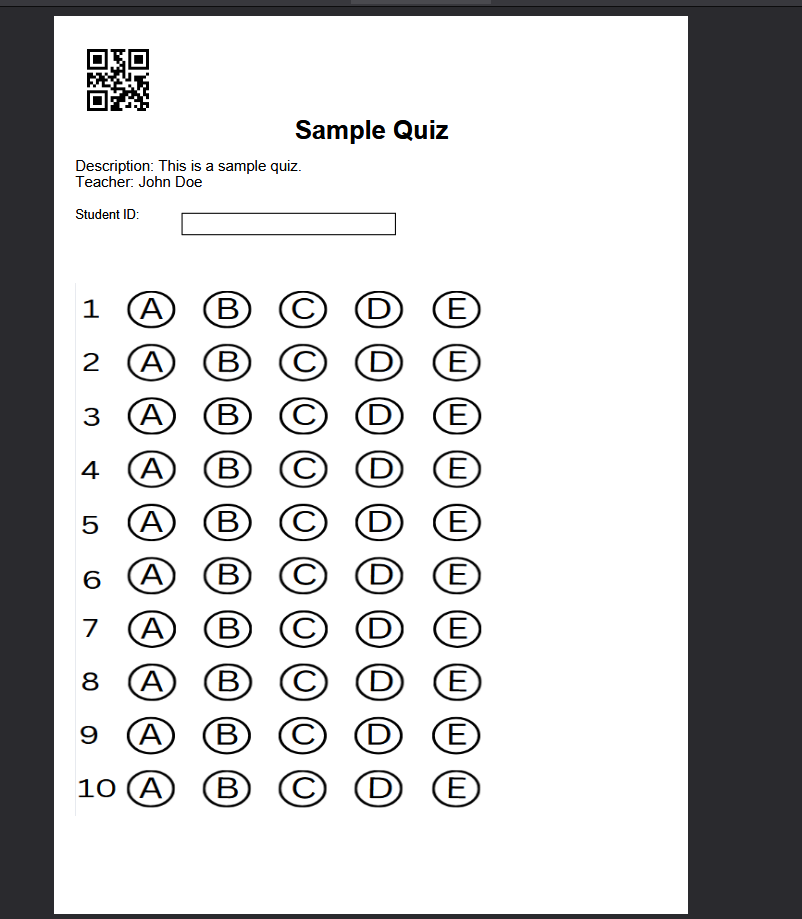 Sample Quiz
Description: This is a sample quiz.
Teacher: John Doe
Student ID:
1 A B C D E
2 A B C D E
3 A B C D E
4 A B C D E
5 A B C D E
6 A B C D E
7 A B C D E
8 A B C D E
9 A B C D E
10 A B C D E